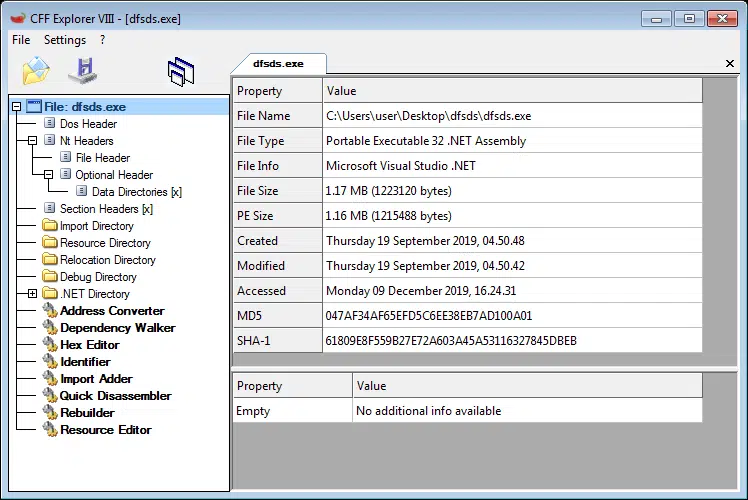 CFF Explorer VIII - [dfsds.exe]
File Settings ?
dfsds.exe
File: dfsds.exe
Dos Header
Nt Headers
File Header
Optional Header
Data Directories [x]
Section Headers [x]
Import Directory
Resource Directory
Relocation Directory
Debug Directory
.NET Directory
Address Converter
Dependency Walker
Hex Editor
Identifier
Import Adder
Quick Disassembler
Rebuilder
Resource Editor
Property Value
File Name C:\Users\user\Desktop\dfsds\dfsds.exe
File Type Portable Executable 32 .NET Assembly
File Info Microsoft Visual Studio .NET
File Size 1.17 MB (1223120 bytes)
PE Size 1.16 MB (1215488 bytes)
Created Thursday 19 September 2019, 04.50.48
Modified Thursday 19 September 2019, 04.50.42
Accessed Monday 09 December 2019, 16.24.31
MD5 047AF34AF65EFD5C6EE38EB7AD100A01
SHA-1 61809E8F559B27E72A603A45A53116327845DBEB
Property Value
Empty No additional info available